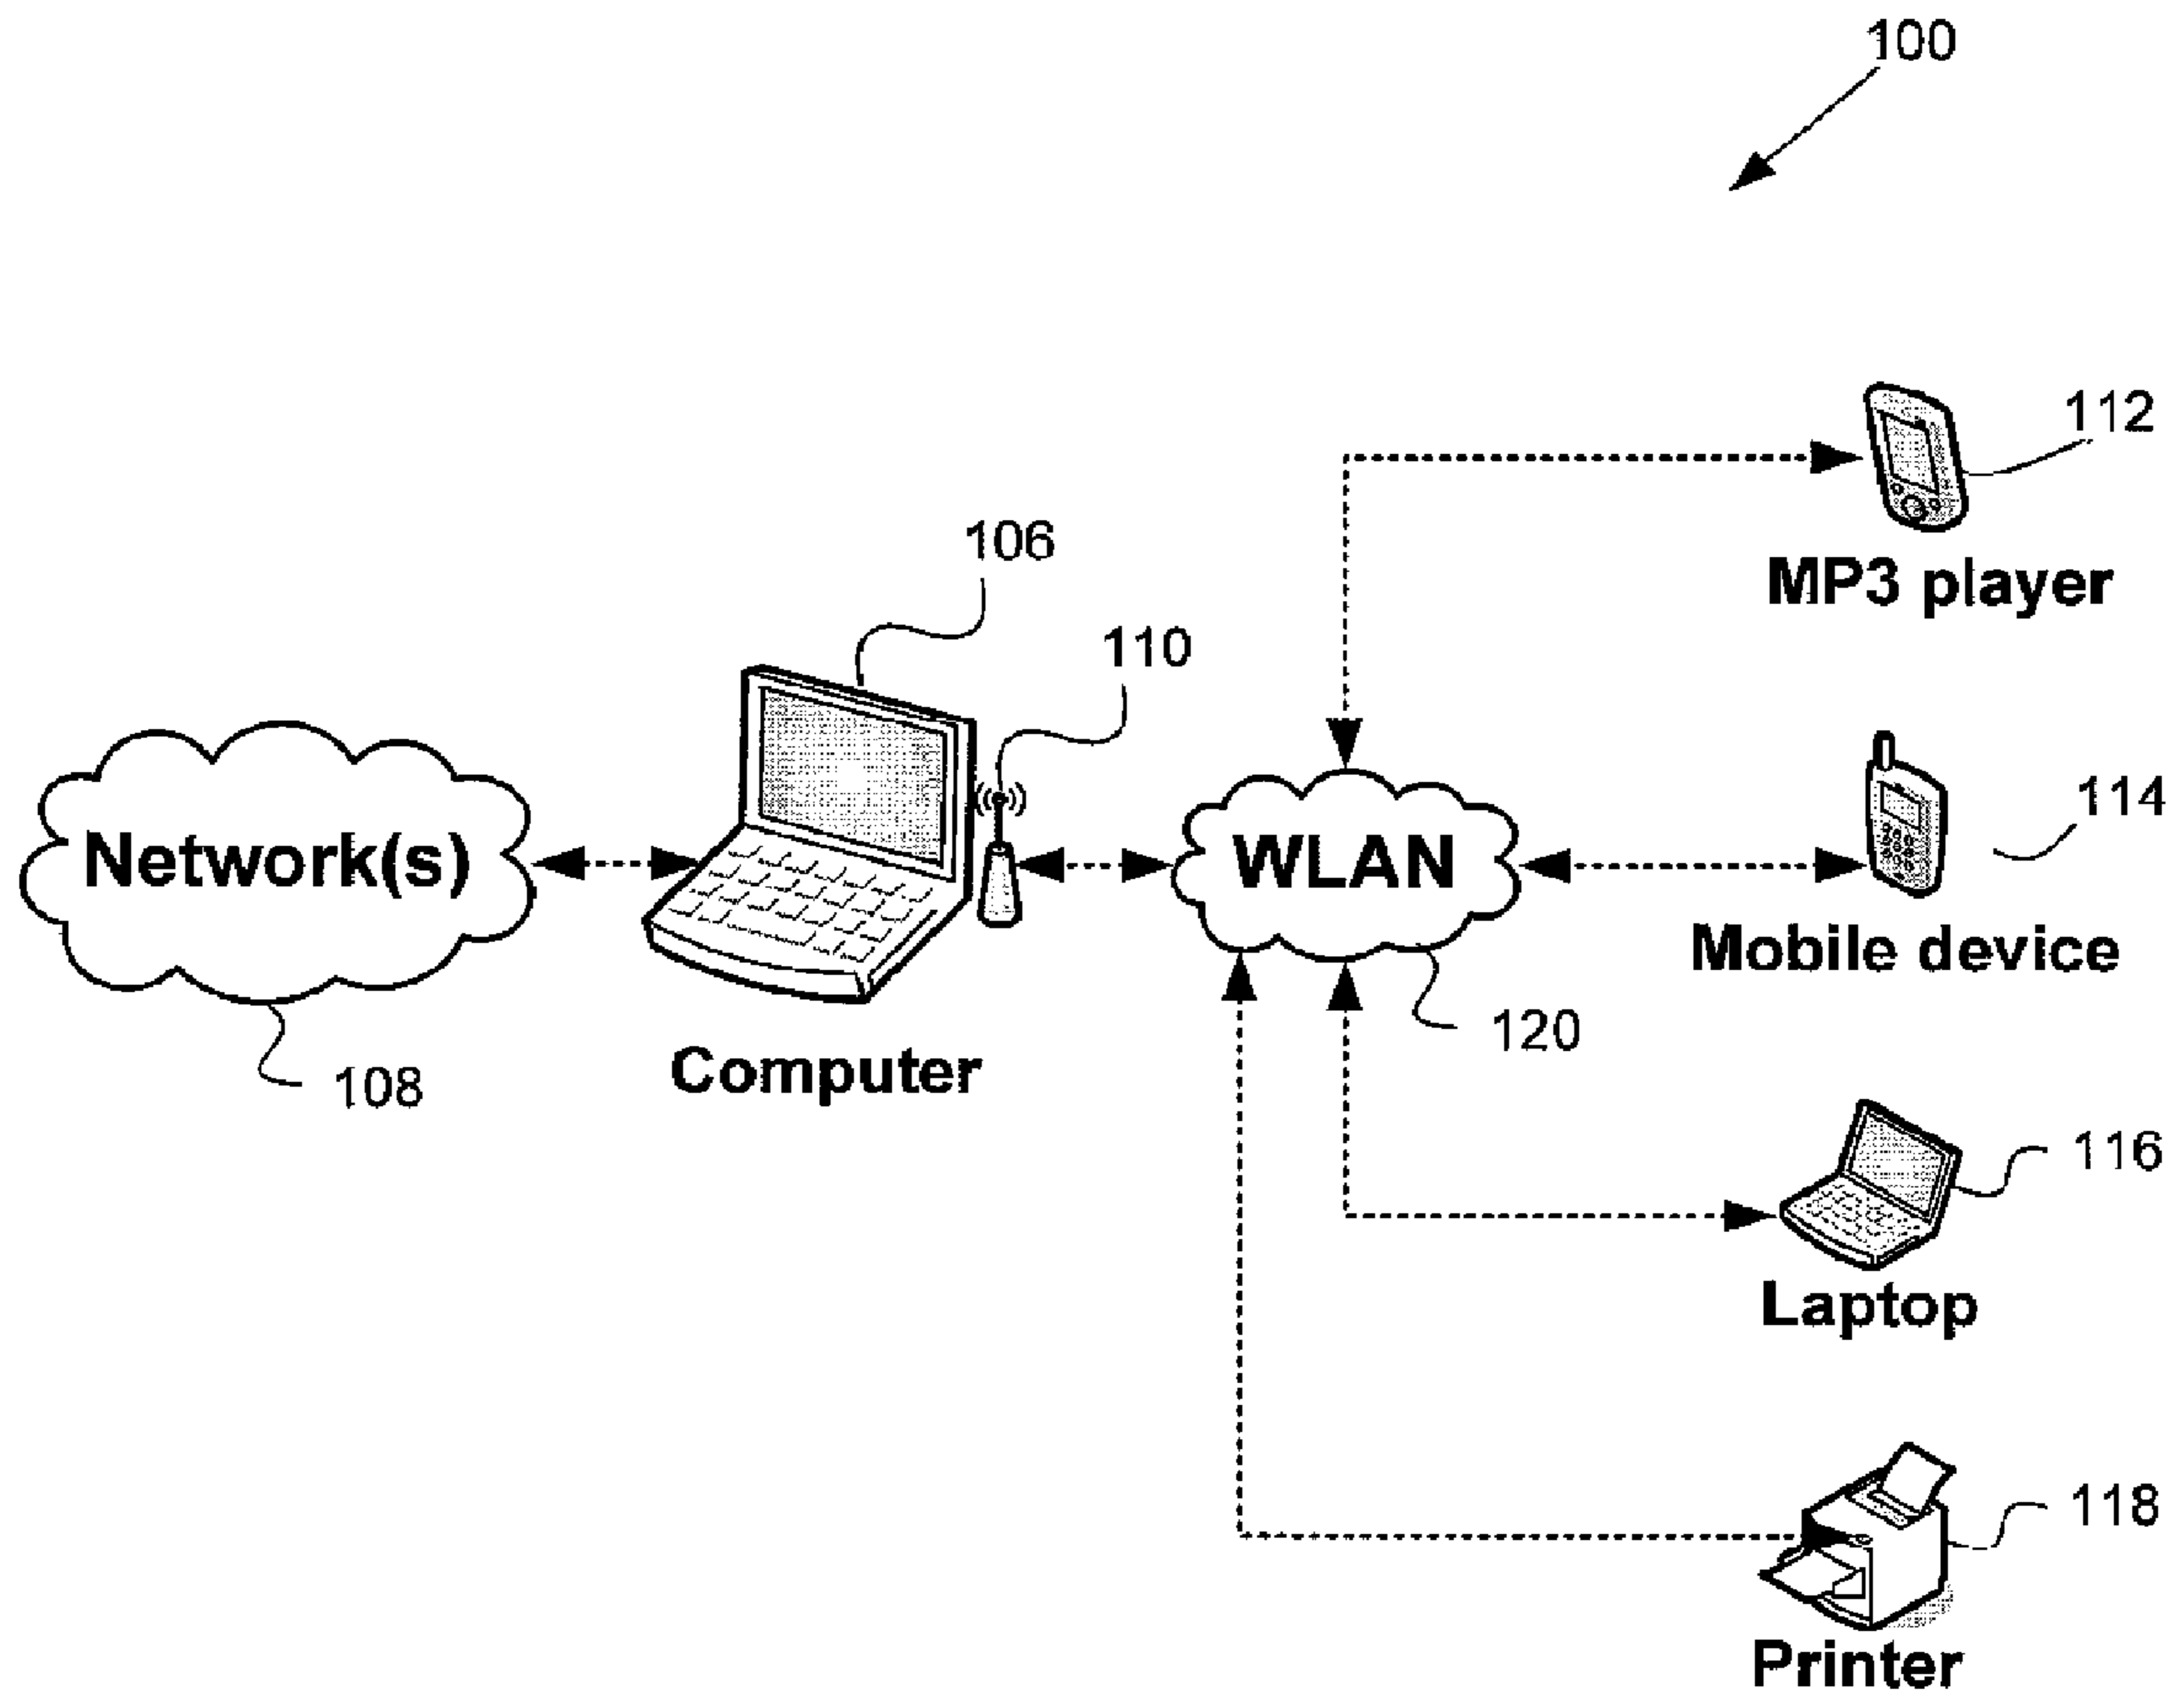 100
112
MP3 player
106
110
114
Network(s)
WLAN
Mobile device
120
108
Computer
116
Laptop
118
Printer